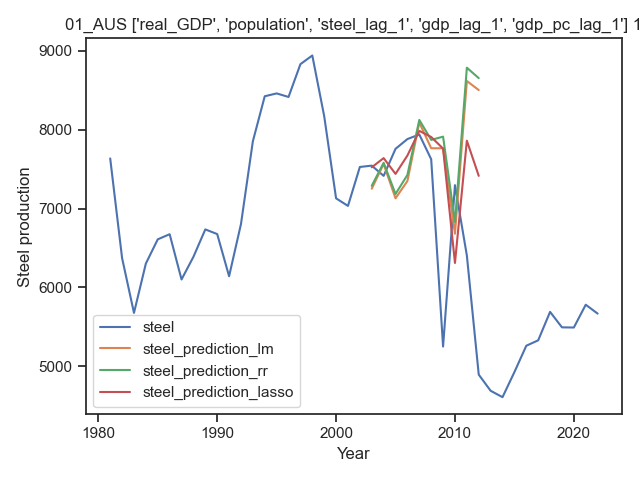 01_AUS ['real_GDP', 'population', 'steel_lag_1', 'gdp_lag_1', 'gdp_pc_lag_1'] 1
9000
8000
7000
6000
5000
Steel production
steel
steel_prediction_lm
steel_prediction_rr
steel_prediction_lasso
1980
1990
2000
2010
2020
Year